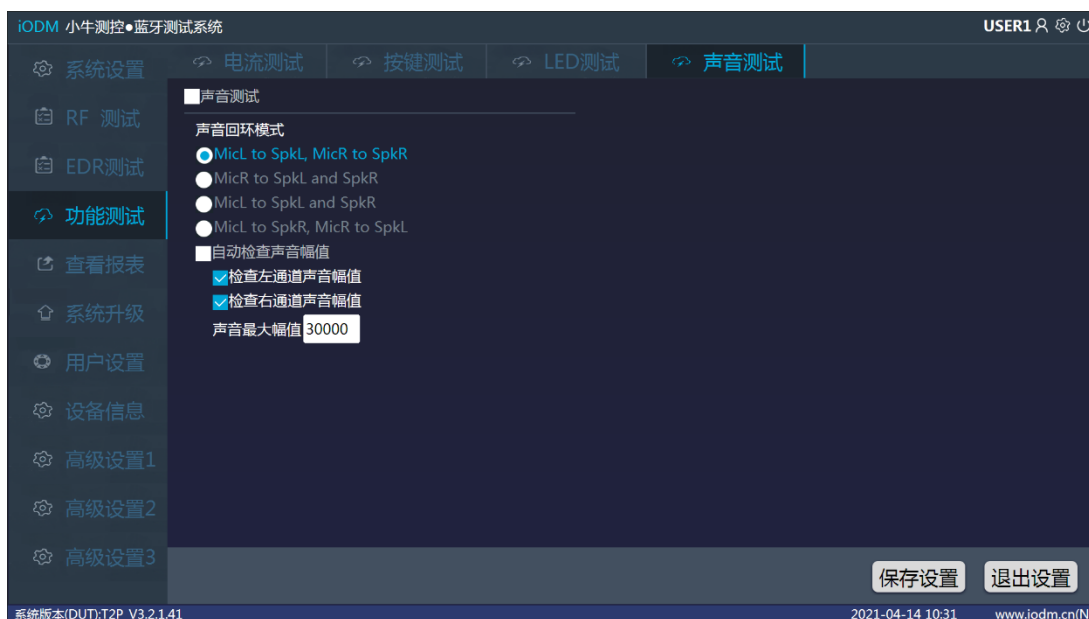 iODM 小牛测控●蓝牙测试系统
USER1
系统设置
RF 测试
EDR测试
功能测试
查看报表
系统升级
用户设置
设备信息
高级设置1
高级设置2
高级设置3
电流测试
按键测试
LED测试
声音测试
声音测试
声音回环模式
MicL to SpkL, MicR to SpkR
MicR to SpkL and SpkR
MicL to SpkL and SpkR
MicL to SpkR, MicR to SpkL
自动检查声音幅值
检查左通道声音幅值
检查右通道声音幅值
声音最大幅值 30000
保存设置
退出设置
系统版本(DUT):T2P V3.2.1.41
2021-04-14 10:31
www.iodm.cn(N